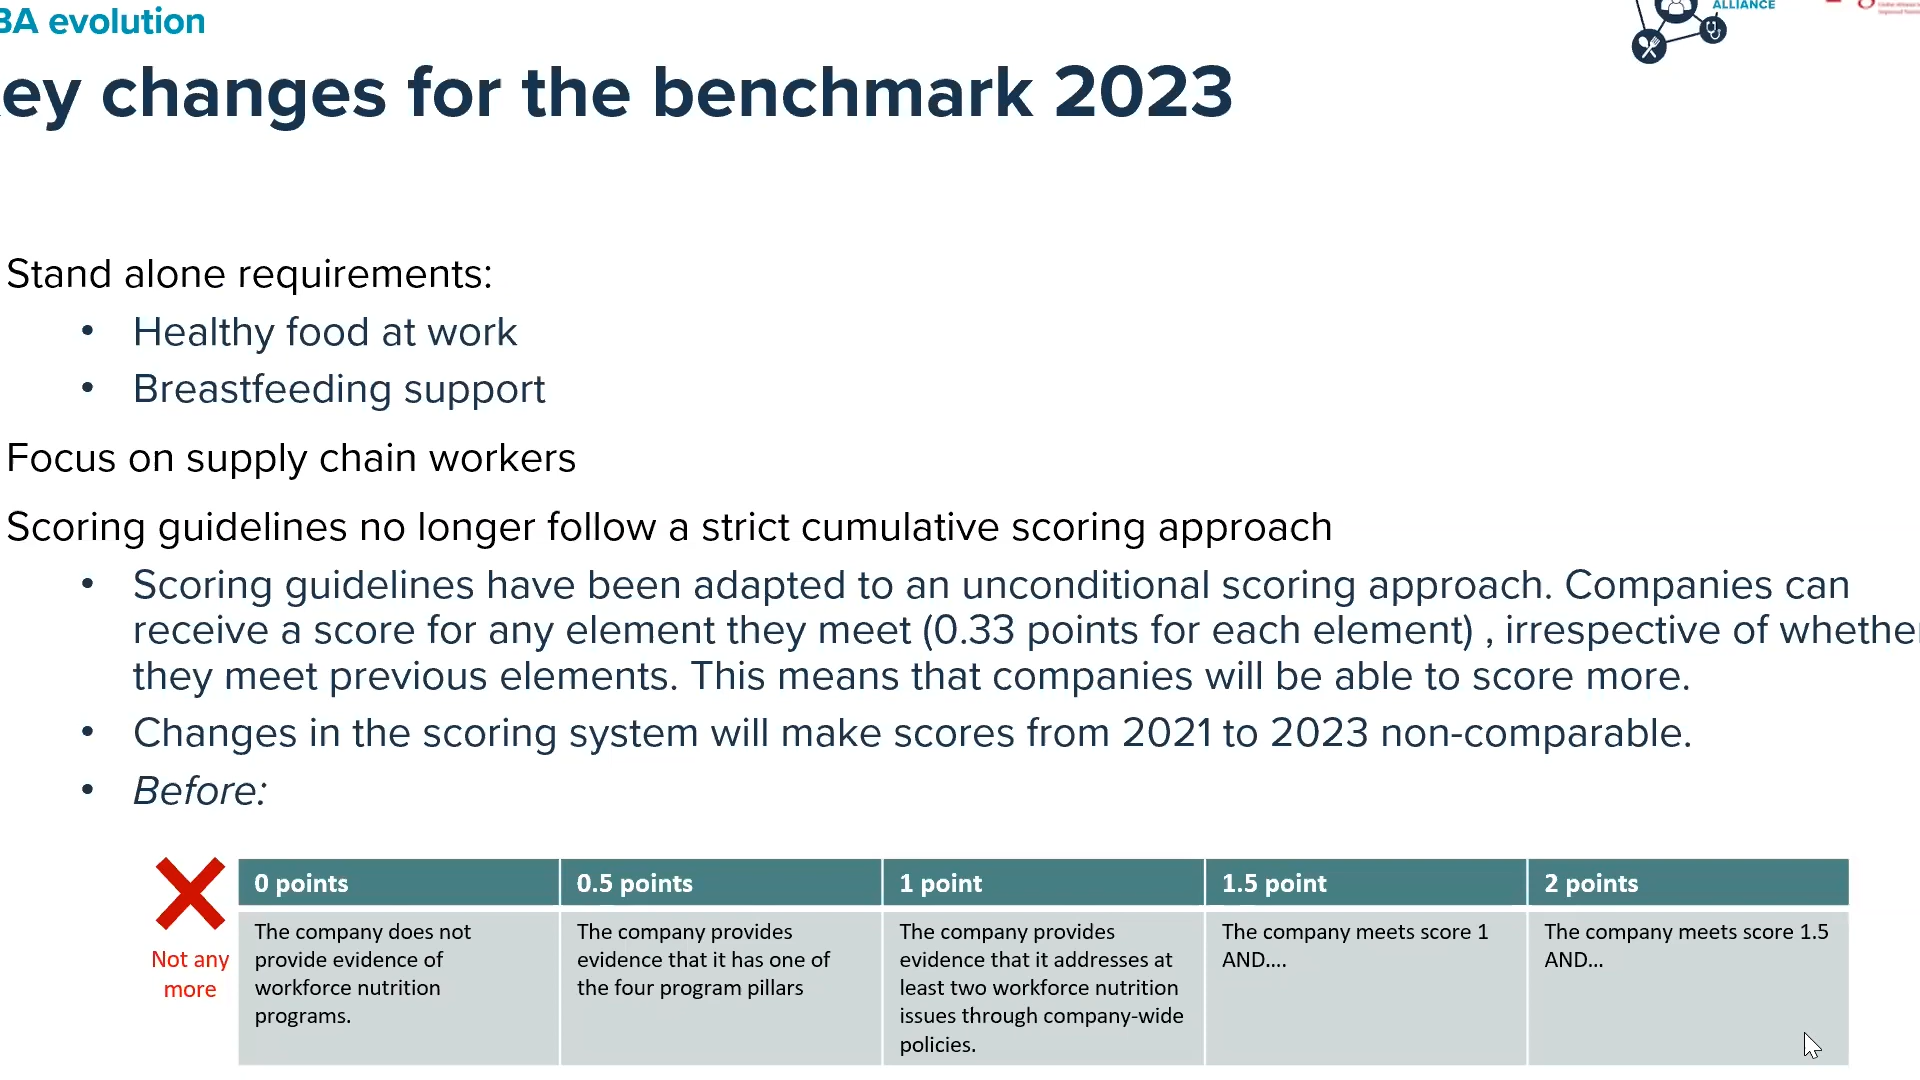 BA evolution
ALLIANCE
ey changes for the benchmark 2023
Stand alone requirements:
• Healthy food at work
• Breastfeeding support
Focus on supply chain workers
Scoring guidelines no longer follow a strict cumulative scoring approach
• Scoring guidelines have been adapted to an unconditional scoring approach. Companies can
receive a score for any element they meet (0.33 points for each element) , irrespective of whether
they meet previous elements. This means that companies will be able to score more.
• Changes in the scoring system will make scores from 2021 to 2023 non-comparable.
• Before:
Not any
more
0 points
0.5 points
1 point
1.5 point
2 points
The company does not
provide evidence of
workforce nutrition
programs.
The company provides
evidence that it has one of
the four program pillars
The company provides
evidence that it addresses at
least two workforce nutrition
issues through company-wide
policies.
The company meets score 1
AND....
The company meets score 1.5
AND...